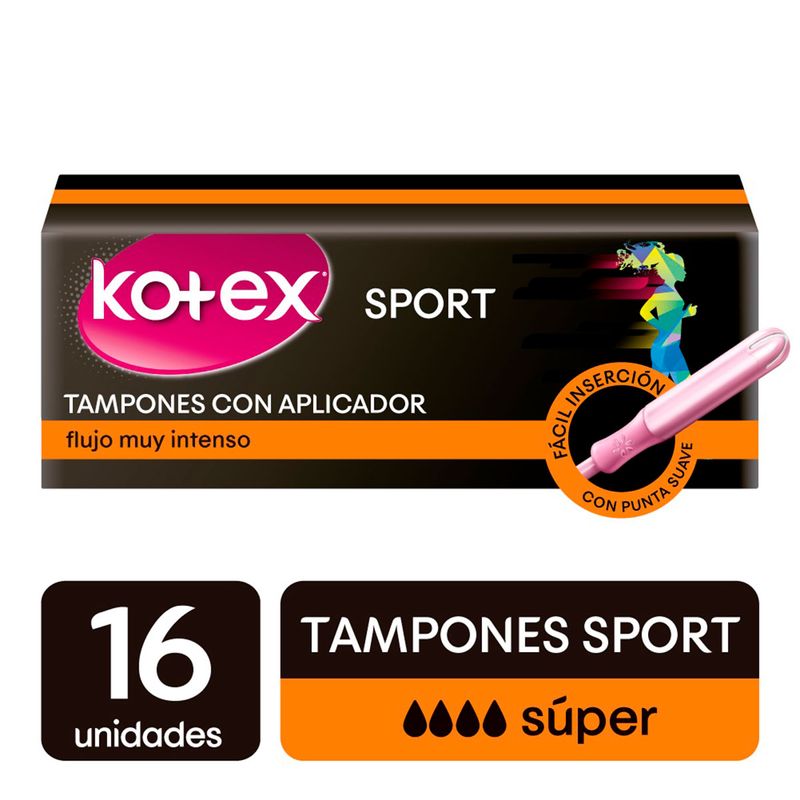 kotex®
SPORT
TAMPONES CON APLICADOR
flujo muy intenso
FÁCIL INSERCIÓN
CON PUNTA SUAVE
16
unidades
TAMPONES SPORT
súper